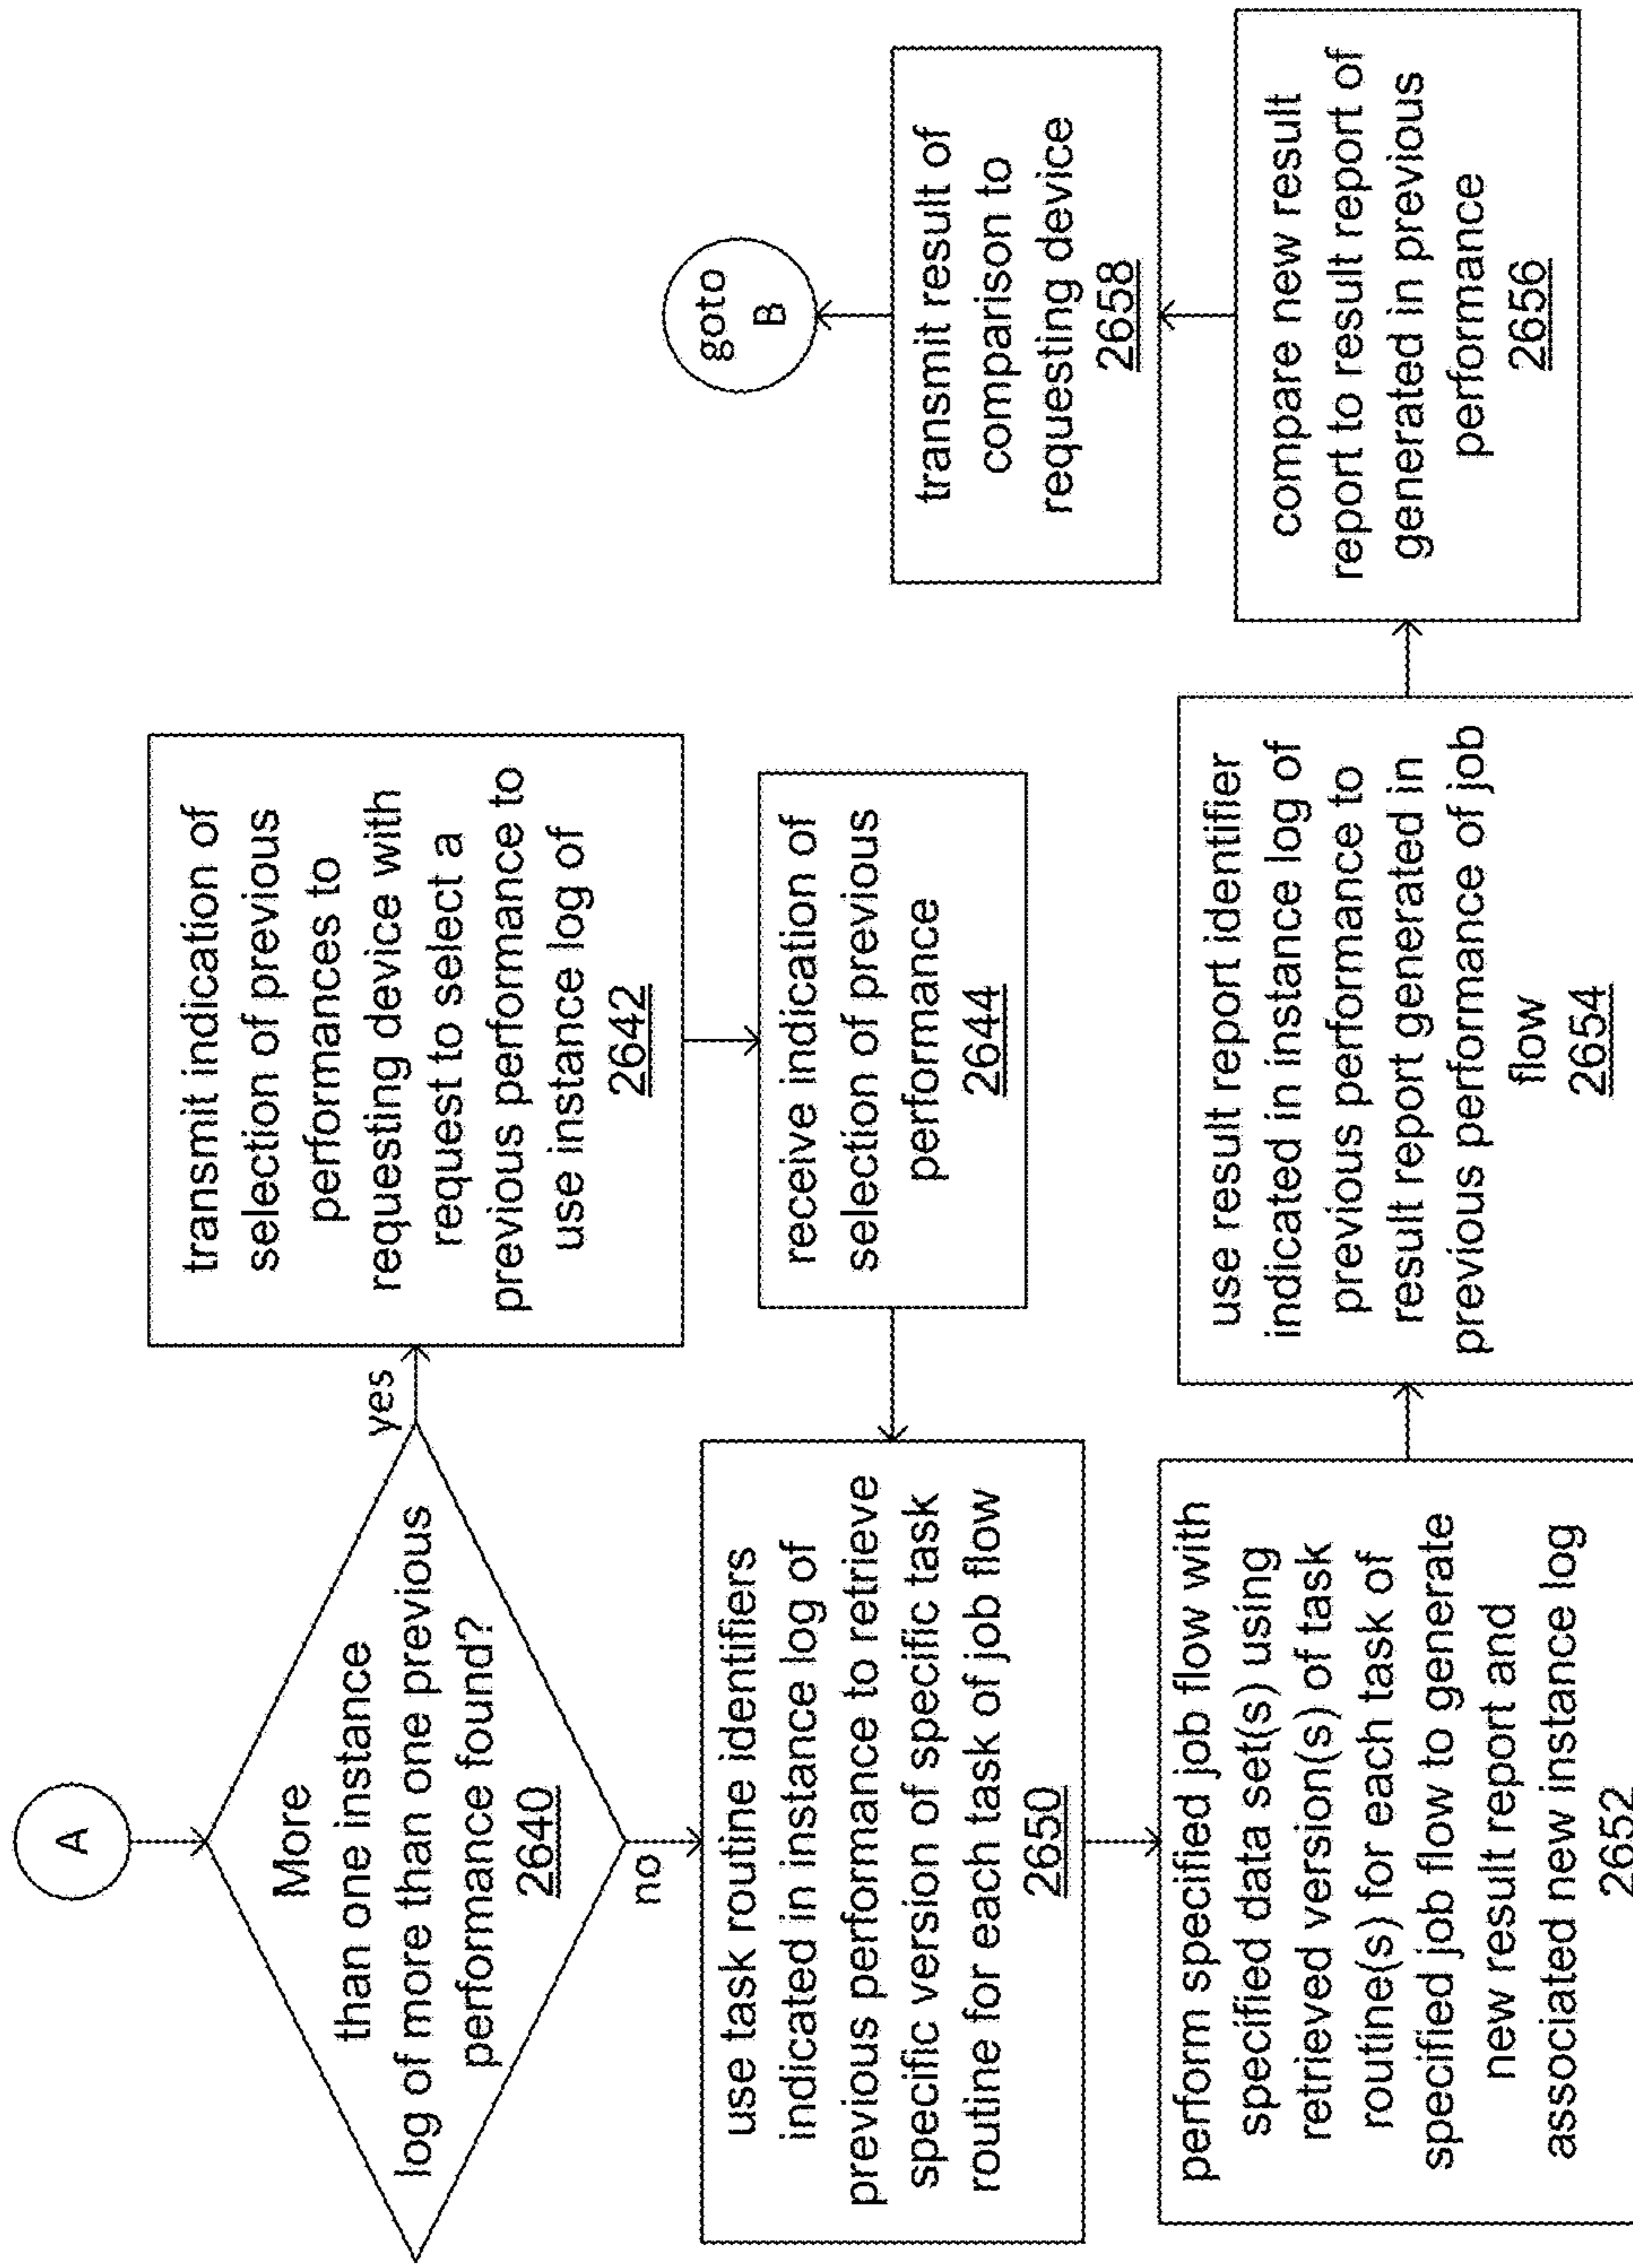 A
More
than one instance
log of more than one previous
performance found?
2640
yes
no
transmit indication of
selection of previous
performances to
requesting device with
request to select a
previous performance to
use instance log of
2642
receive indication of
selection of previous
performance
2644
use task routine identifiers
indicated in instance log of
previous performance to retrieve
specific version of specific task
routine for each task of job flow
2650
perform specified job flow with
specified data set(s) using
retrieved versions(s) of task
routine(s) for each task of
specified job flow to generate
new result report and
associated new instance log
2652
use result report identifier
indicated in instance log of
previous performance to
result report generated in
previous performance of job
flow
2654
compare new result
report to result report of
generated in previous
performance
2656
transmit result of
comparison to
requesting device
2658
goto
B